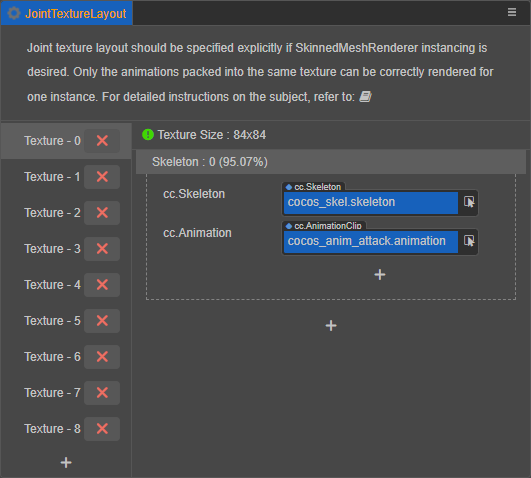 JointTextureLayout
Joint texture layout should be specified explicitly if SkinnedMeshRenderer instancing is
desired. Only the animations packed into the same texture can be correctly rendered for
one instance. For detailed instructions on the subject, refer to:
Texture - 0
Texture - 1
Texture - 2
Texture - 3
Texture - 4
Texture - 5
Texture - 6
Texture - 7
Texture - 8
Texture Size : 84x84
Skeleton : 0 (95.07%)
cc.Skeleton
cc.Skeleton
cocos_skel.skeleton
cc.Animation
cc.AnimationClip
cocos_anim_attack.animation